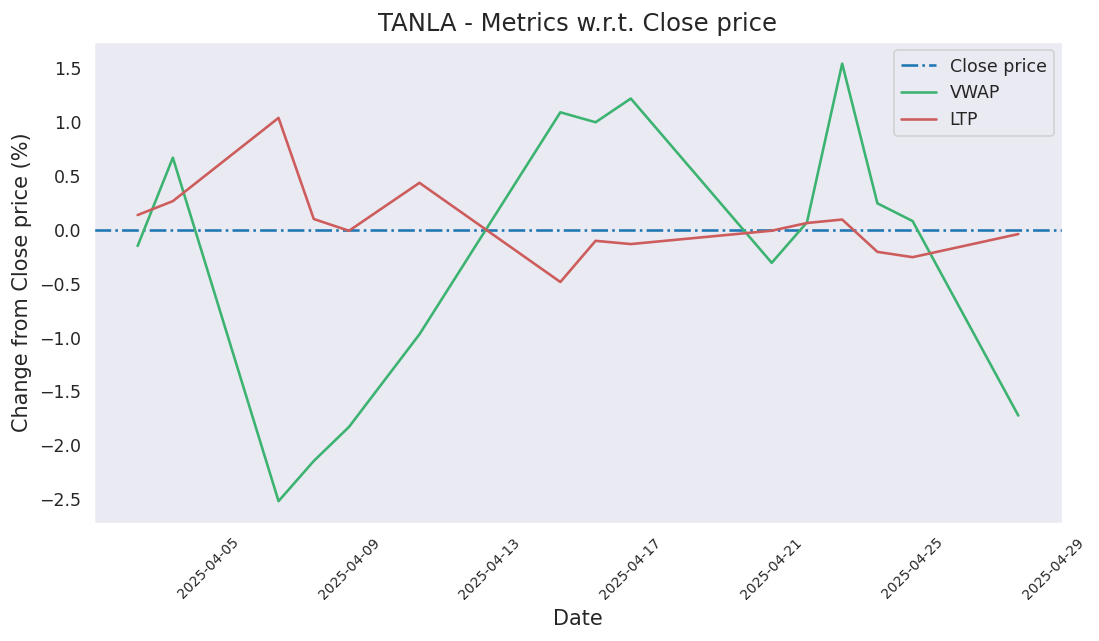 TANLA - Metrics w.r.t. Close price
Close price
VWAP
LTP
Change from Close price (%)
1.5
1.0
0.5
0.0
−0.5
−1.0
−1.5
−2.0
−2.5
2025-04-05
2025-04-09
2025-04-13
2025-04-17
2025-04-21
2025-04-25
2025-04-29
Date